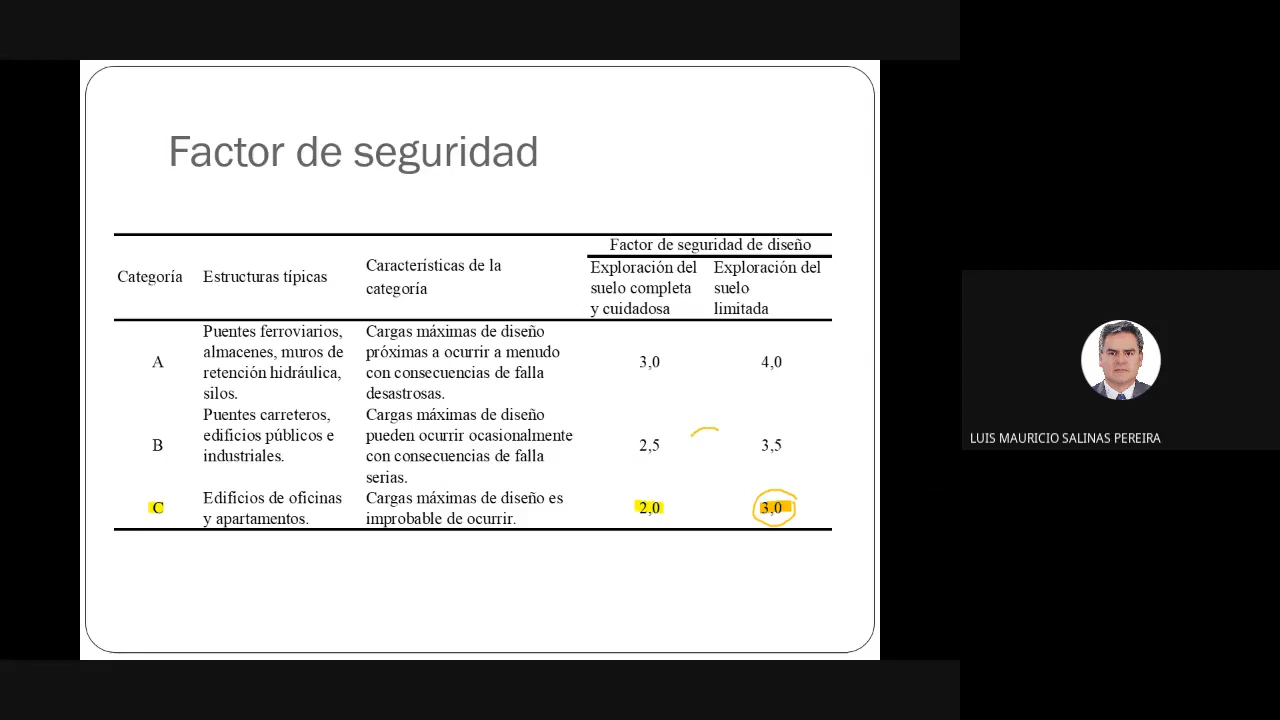 Factor de seguridad
Factor de seguridad de diseño
Categoría
Estructuras típicas
Características de la
categoría
Exploración del
suelo completa
y cuidadosa
Exploración del
suelo
limitada
A
Puentes ferroviarios,
almacenes, muros de
retención hidráulica,
silos.
Cargas máximas de diseño
próximas a ocurrir a menudo
con consecuencias de falla
desastrosas.
3,0
4,0
B
Puentes carreteros,
edificios públicos e
industriales.
Cargas máximas de diseño
pueden ocurrir ocasionalmente
con consecuencias de falla
serias.
2,5
3,5
C
Edificios de oficinas
y apartamentos.
Cargas máximas de diseño es
improbable de ocurrir.
2,0
3,0
LUIS MAURICIO SALINAS PEREIRA